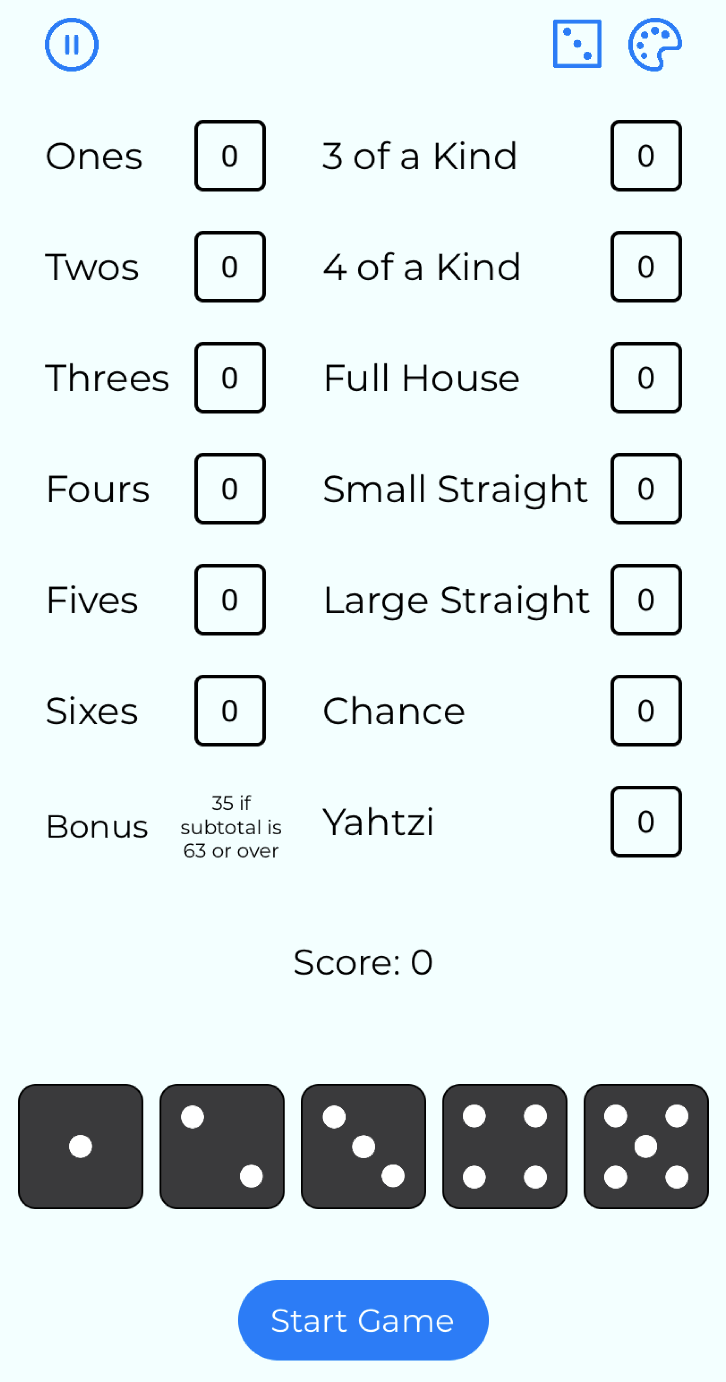 Ones 0 3 of a Kind 0
Twos 0 4 of a Kind 0
Threes 0 Full House 0
Fours 0 Small Straight 0
Fives 0 Large Straight 0
Sixes 0 Chance 0
Bonus 35 if
subtotal is
63 or over
Yahtzi 0
Score: 0
Start Game